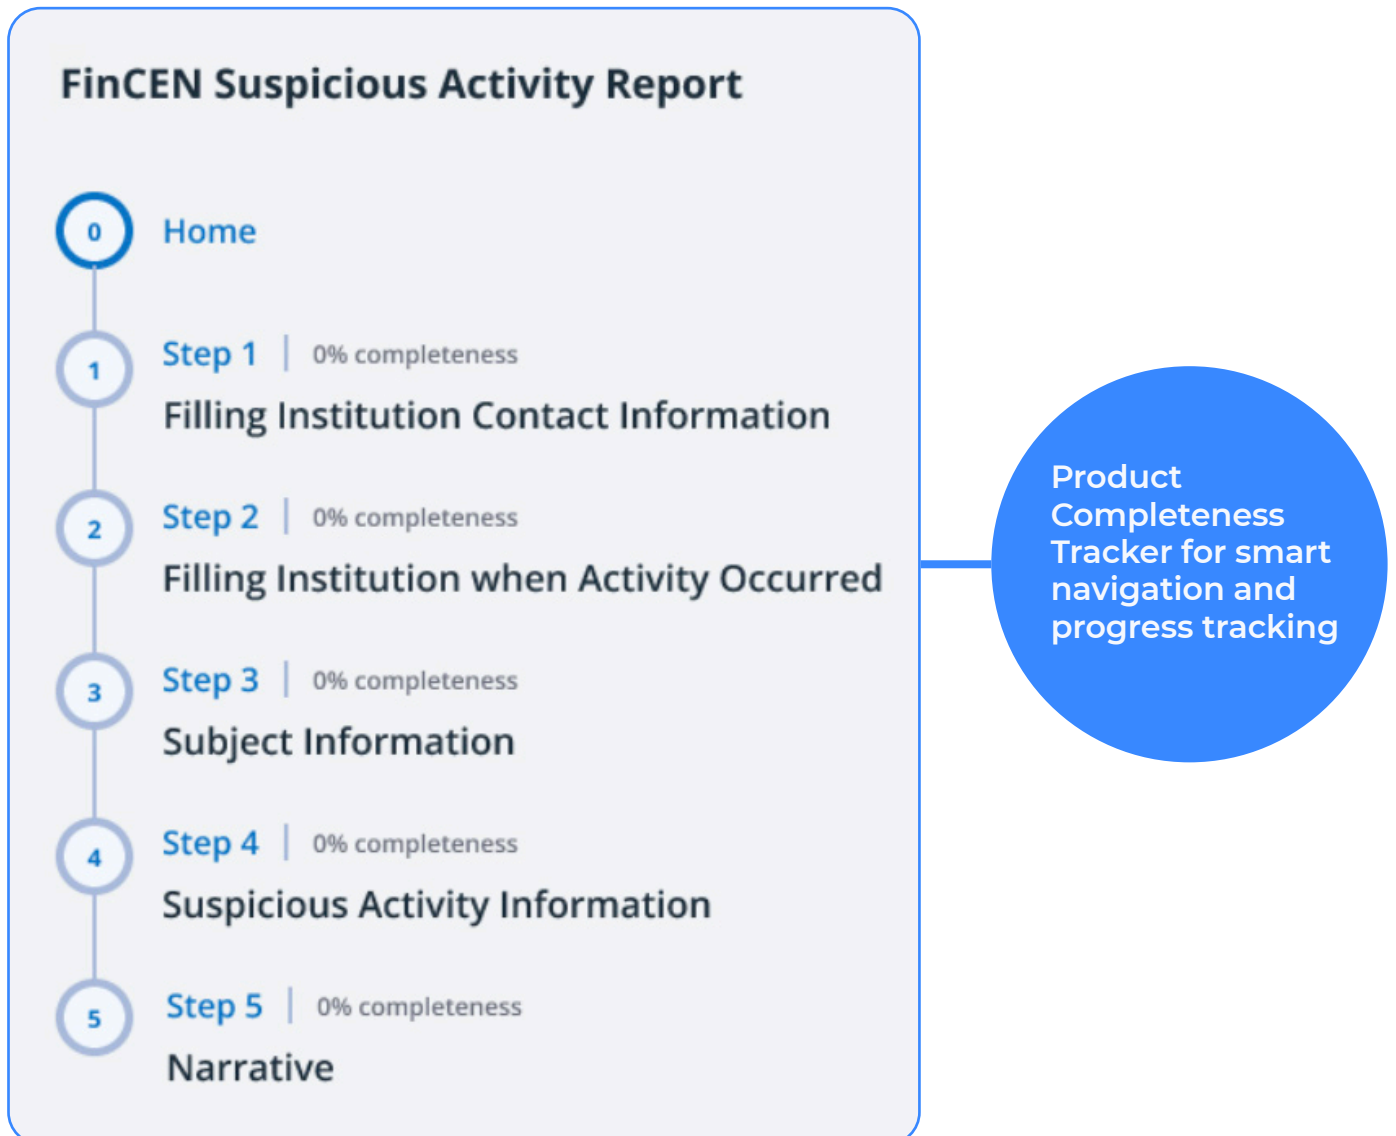 FinCEN Suspicious Activity Report
0 Home
1 Step 1 | 0% completeness
Filling Institution Contact Information
2 Step 2 | 0% completeness
Filling Institution when Activity Occurred
3 Step 3 | 0% completeness
Subject Information
4 Step 4 | 0% completeness
Suspicious Activity Information
5 Step 5 | 0% completeness
Narrative
Product
Completeness
Tracker for smart
navigation and
progress tracking